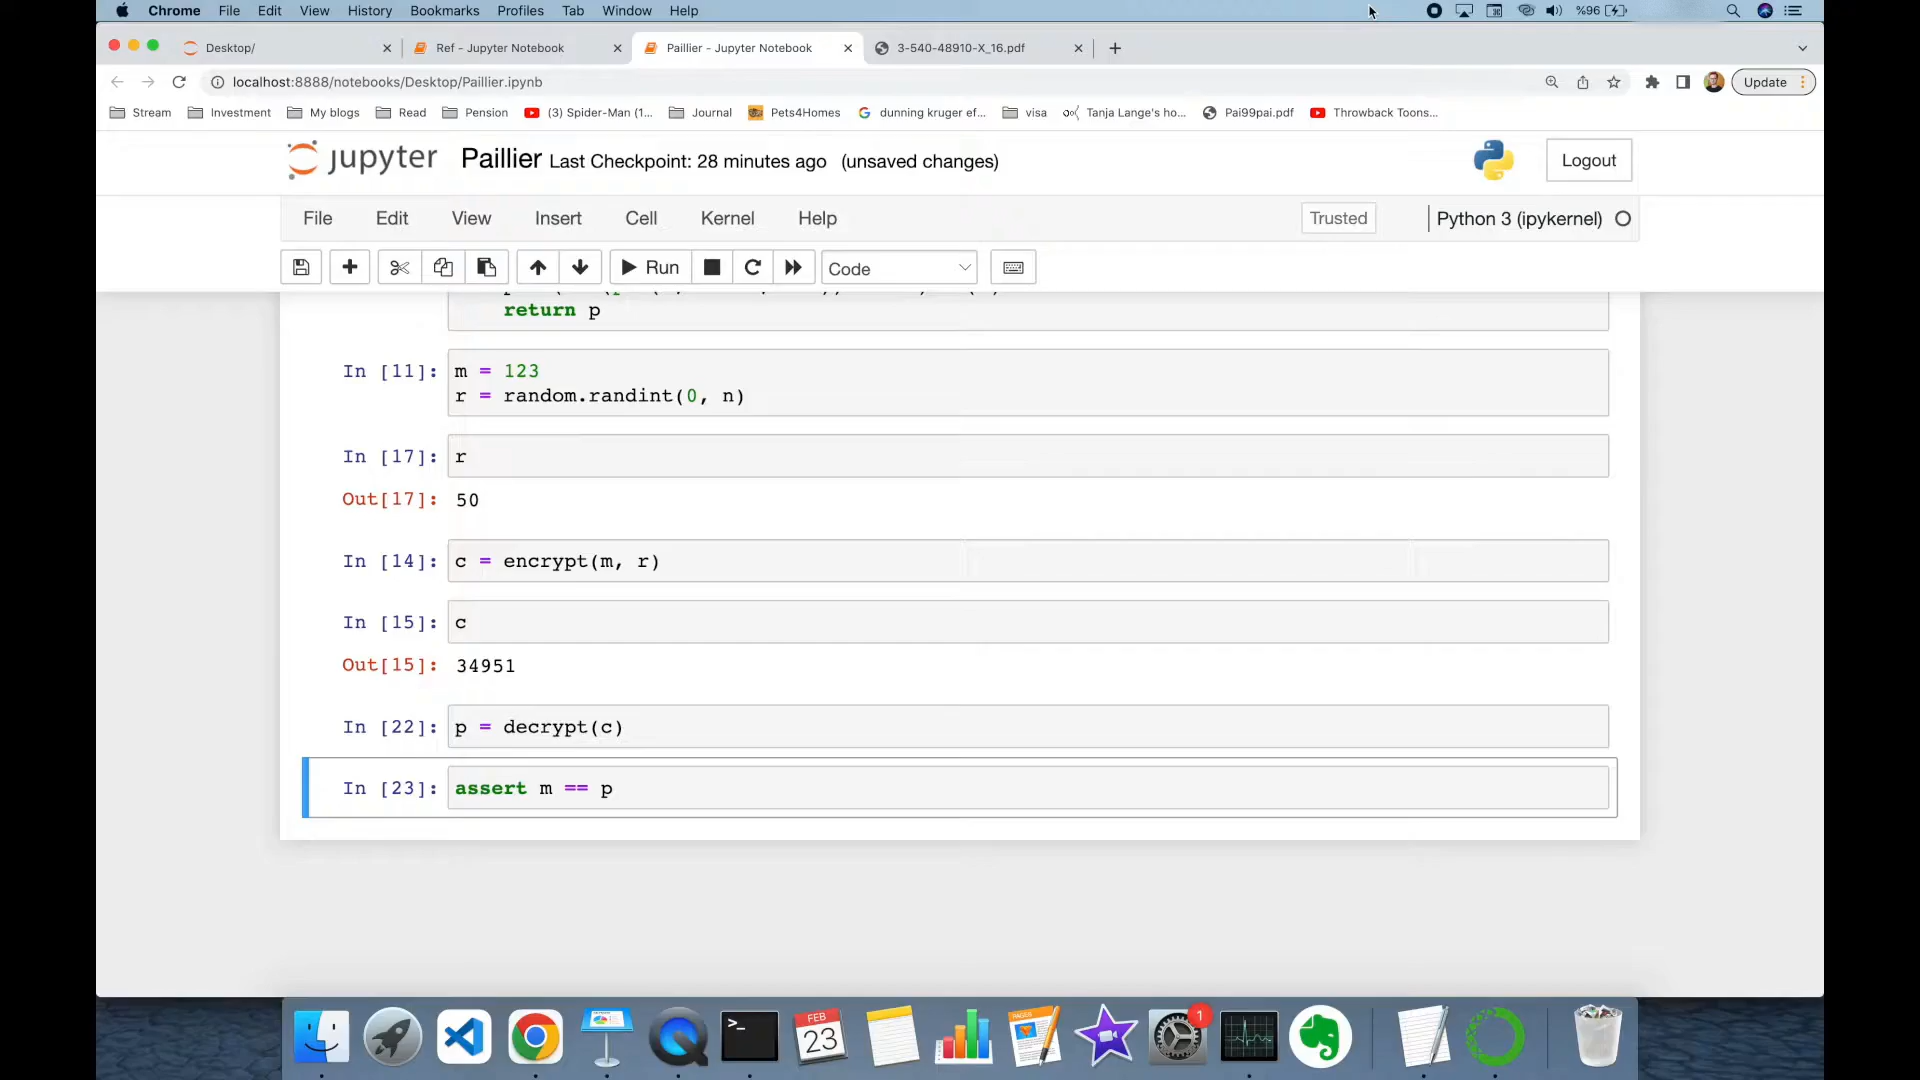 Chrome File Edit View History Bookmarks Profiles Tab Window Help %96
Desktop/ Ref – Jupyter Notebook Paillier – Jupyter Notebook 3-540-48910-X_16.pdf
localhost:8888/notebooks/Desktop/Paillier.ipynb Update
Stream Investment My blogs Read Pension (3) Spider-Man (1... Journal Pets4Homes dunning kruger ef... visa Tanja Lange's ho... Pai99pai.pdf Throwback Toons...
jupyter Paillier Last Checkpoint: 28 minutes ago (unsaved changes) Logout
File Edit View Insert Cell Kernel Help Trusted Python 3 (ipykernel)
Run Code
return p
In [11]: m = 123
r = random.randint(0, n)
In [17]: r
Out[17]: 50
In [14]: c = encrypt(m, r)
In [15]: c
Out[15]: 34951
In [22]: p = decrypt(c)
In [23]: assert m == p
FEB
23
PAGES
1